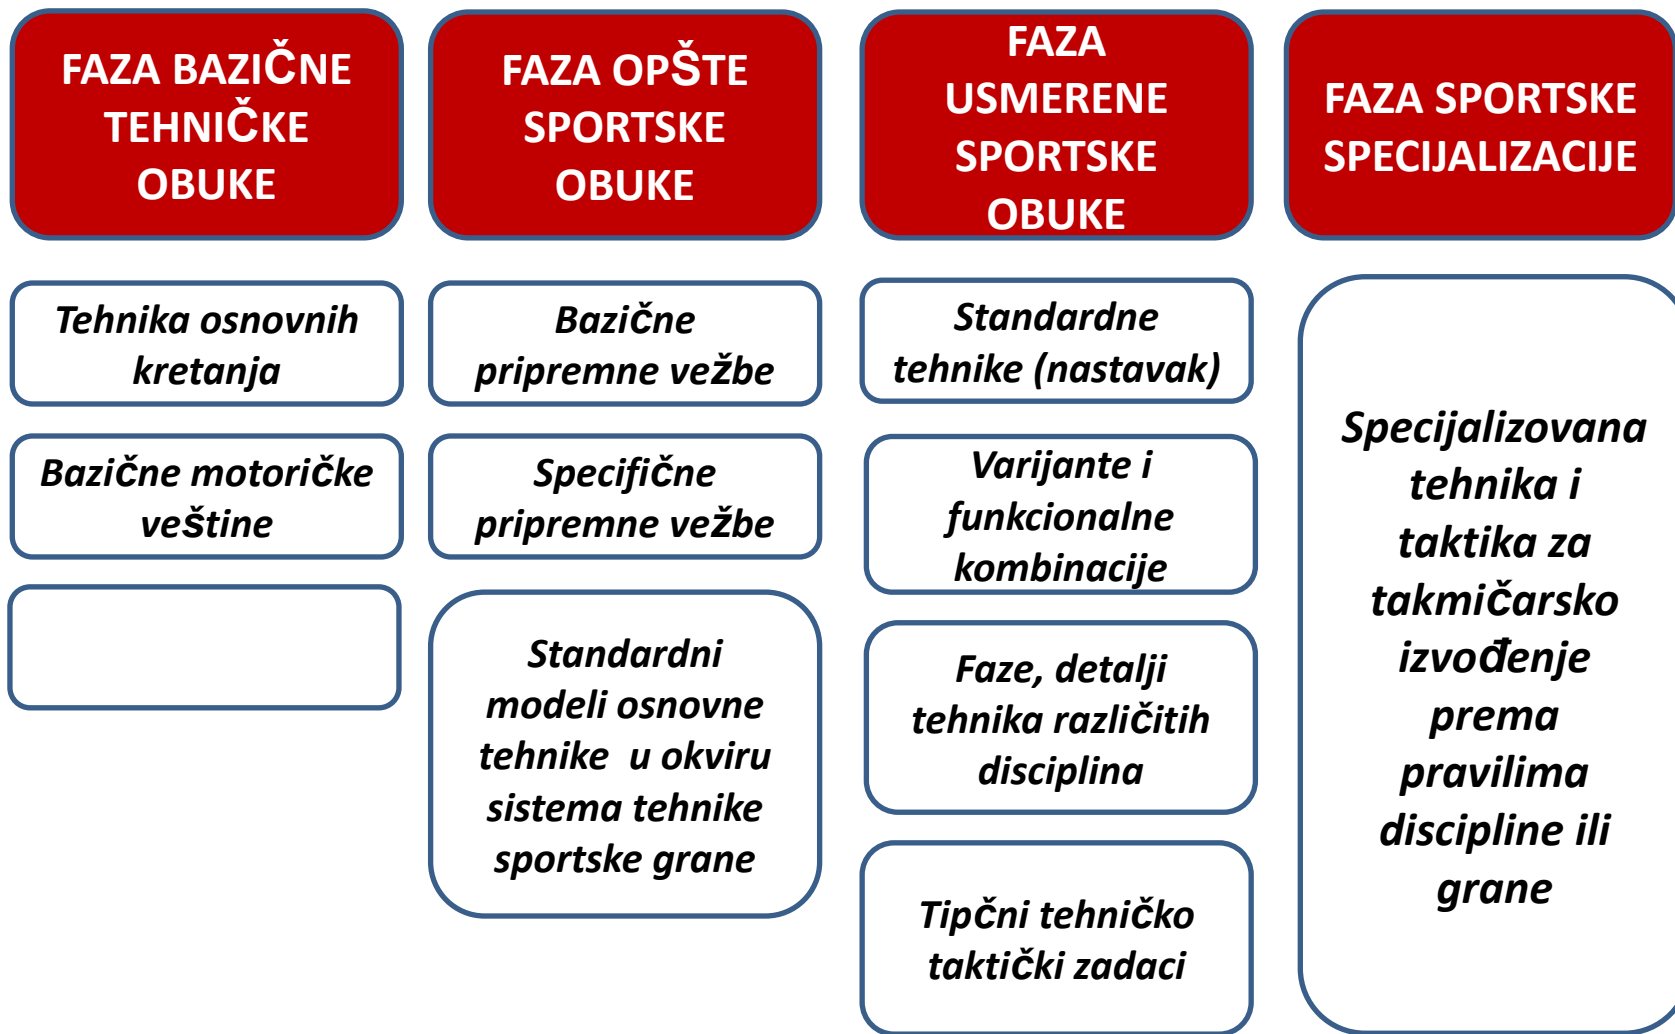 FAZA BAZIČNE
TEHNIČKE
OBUKE
FAZA OPŠTE
SPORTSKE
OBUKE
FAZA
USMERENE
SPORTSKE
OBUKE
FAZA SPORTSKE
SPECIJALIZACIJE
Tehnika osnovnih
kretanja
Bazične motoričke
veštine
Bazične
pripremne vežbe
Specifične
pripremne vežbe
Standardni
modeli osnovne
tehnike u okviru
sistema tehnike
sportske grane
Standardne
tehnike (nastavak)
Varijante i
funkcionalne
kombinacije
Faze, detalji
tehnika različitih
disciplina
Tipčni tehničko
taktički zadaci
Specijalizovana
tehnika i
taktika za
takmičarsko
izvođenje
prema
pravilima
discipline ili
grane